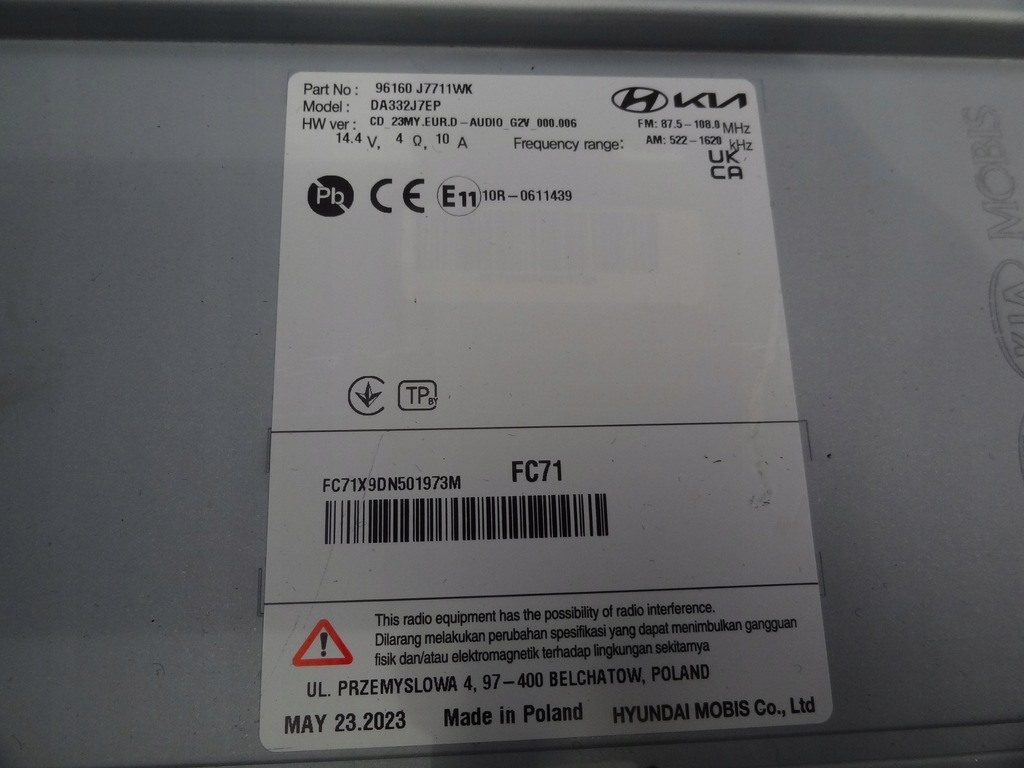 Part No : 96160 J7711WK
Model : DA332J7EP
HW ver : CD_23MY.EUR.D-AUDIO_G2V_000.006
14.4 V, 4 Ω, 10 A
KIA
FM: 87.5-108.0 MHz
Frequency range: AM: 522-1620 kHz
UK
CA
Pb CE E11 10R-0611439
TP BY
FC71X9DN501973M FC71
This radio equipment has the possibility of radio interference.
Dilarang melakukan perubahan spesifikasi yang dapat menimbulkan gangguan
fisik dan/atau elektromagnetik terhadap lingkungan sekitarnya
UL. PRZEMYSLOWA 4, 97-400 BELCHATOW, POLAND
MAY 23.2023 Made in Poland HYUNDAI MOBIS Co., Ltd
MOBIS
KIA